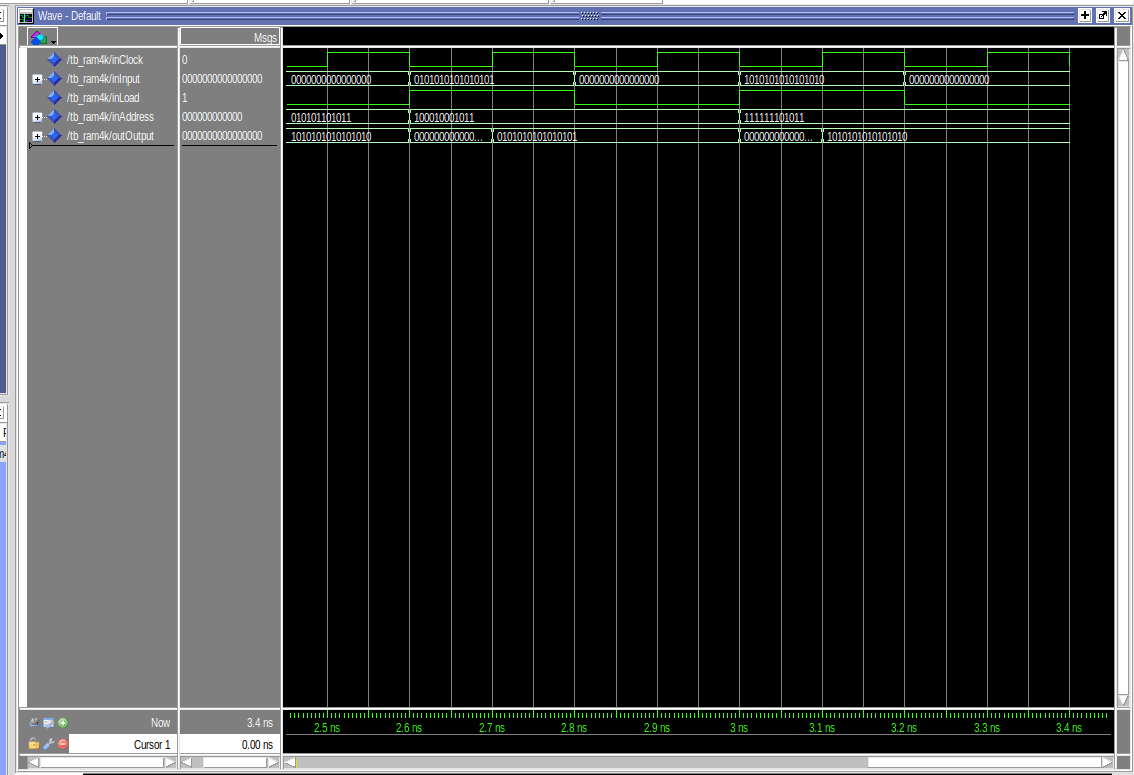 Wave - Default
Msgs
/tb_ram4k/inClock 0
/tb_ram4k/inInput 0000000000000000 0000000000000000 0101010101010101 0000000000000000 1010101010101010 0000000000000000
/tb_ram4k/inLoad 1
/tb_ram4k/inAddress 000000000000 010101101011 100010001011 111111101011
/tb_ram4k/outOutput 0000000000000000 1010101010101010 000000000000... 0101010101010101 000000000000... 1010101010101010
Now 3.4 ns 2.5 ns 2.6 ns 2.7 ns 2.8 ns 2.9 ns 3 ns 3.1 ns 3.2 ns 3.3 ns 3.4 ns
Cursor 1 0.00 ns